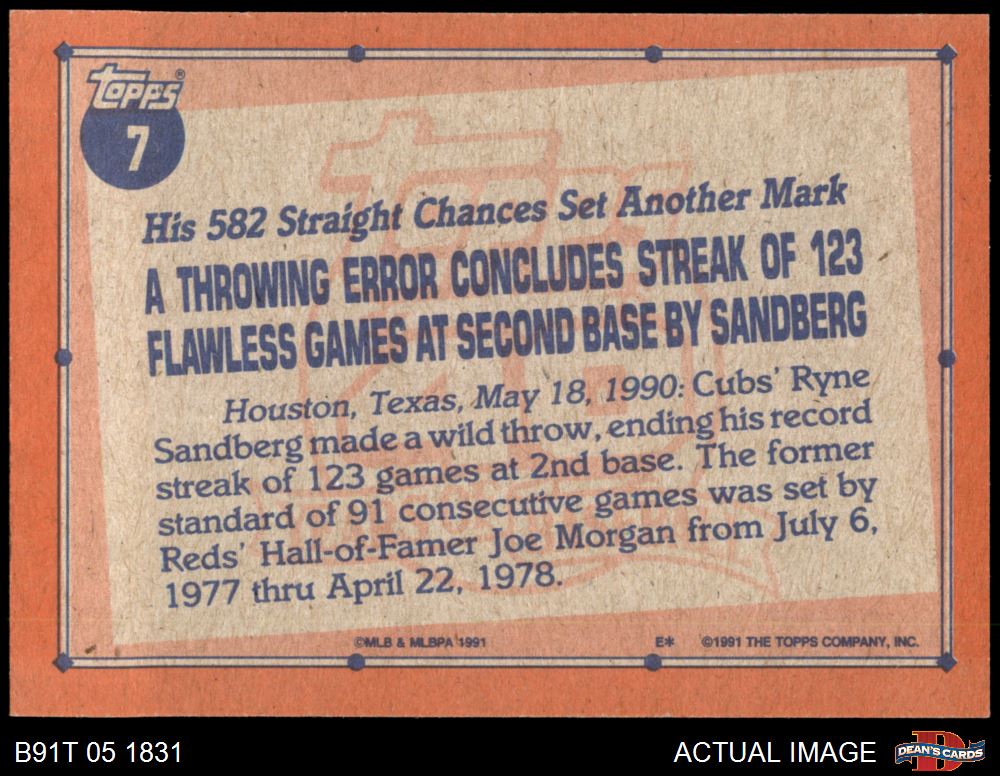 TOPPS®
7
His 582 Straight Chances Set Another Mark
A THROWING ERROR CONCLUDES STREAK OF 123
FLAWLESS GAMES AT SECOND BASE BY SANDBERG
Houston, Texas, May 18, 1990: Cubs' Ryne
Sandberg made a wild throw, ending his record
streak of 123 games at 2nd base. The former
standard of 91 consecutive games was set by
Reds' Hall-of-Famer Joe Morgan from July 6,
1977 thru April 22, 1978.
©MLB & MLBPA 1991 E* ©1991 THE TOPPS COMPANY, INC.
B91T 05 1831 ACTUAL IMAGE DEAN'S CARDS